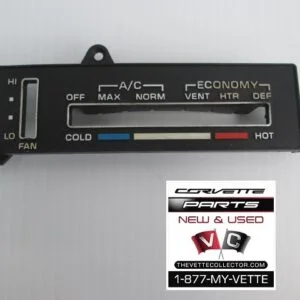 HI
A/C
ECONOMY
OFF MAX NORM VENT HTR DEF
LO
FAN
COLD HOT
CORVETTE
PARTS
NEW & USED
V C
THEVETTECOLLECTOR.COM
1-877-MY-VETTE